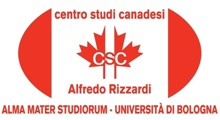 centro studi canadesi
CSC
Alfredo Rizzardi
ALMA MATER STUDIORUM - UNIVERSITÀ DI BOLOGNA